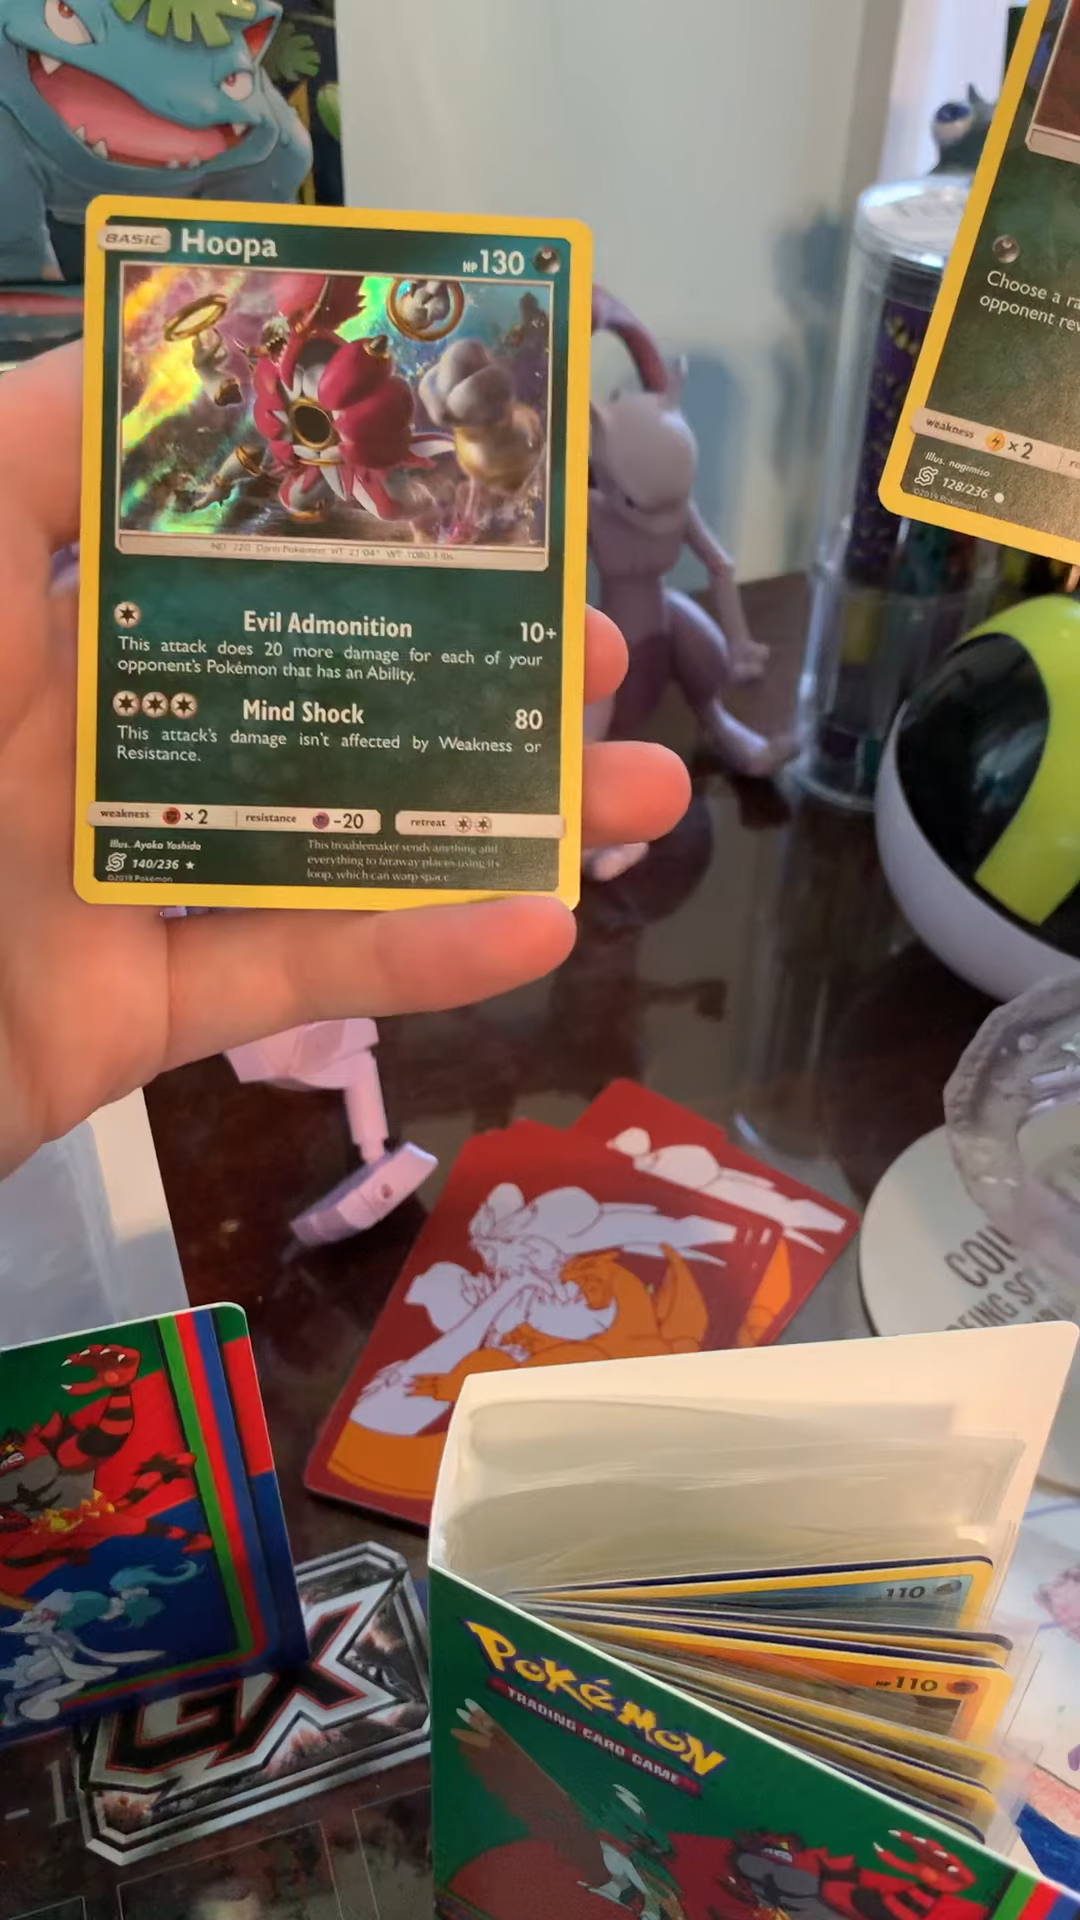 BASIC Hoopa HP 130
NO. 720 Djinn Pokémon HT: 21'04" WT: 1080.3 lbs.
Evil Admonition 10+
This attack does 20 more damage for each of your
opponent's Pokémon that has an Ability.
Mind Shock 80
This attack's damage isn't affected by Weakness or
Resistance.
weakness ×2 resistance -20 retreat
Illus. Ayaka Yoshida
140/236 ★
©2019 Pokémon
This troublemaker sends anything and
everything to faraway places using its
loop, which can warp space.
Choose a ra
opponent rev
weakness ×2
Illus. nagimiso
128/236 ●
©2019 Pokémon
GX
110
HP 110
POKÉMON
TRADING CARD GAME